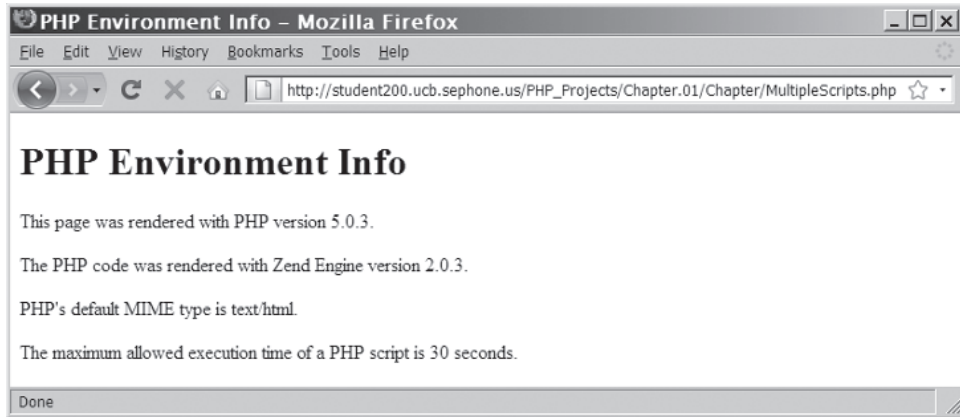 PHP Environment Info – Mozilla Firefox
File Edit View History Bookmarks Tools Help
http://student200.ucb.sephone.us/PHP_Projects/Chapter.01/Chapter/MultipleScripts.php
PHP Environment Info
This page was rendered with PHP version 5.0.3.
The PHP code was rendered with Zend Engine version 2.0.3.
PHP's default MIME type is text/html.
The maximum allowed execution time of a PHP script is 30 seconds.
Done